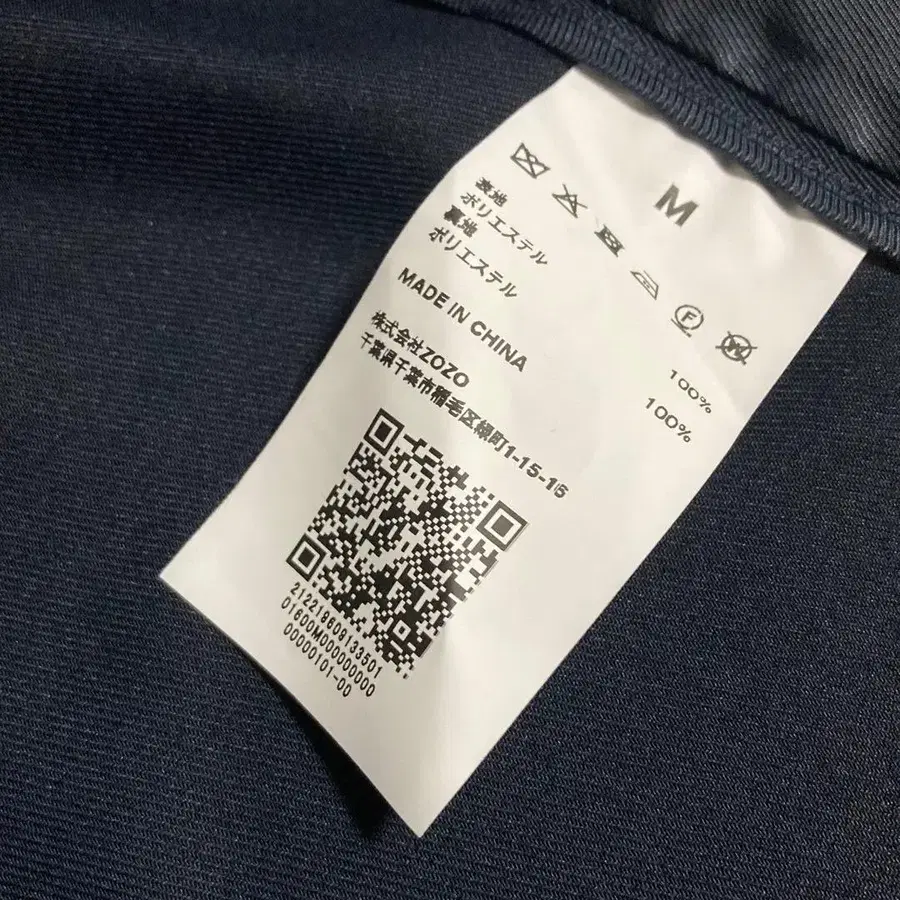 M
表地
ポリエステル 100%
裏地
ポリエステル 100%
MADE IN CHINA
株式会社ZOZO
千葉県千葉市稲毛区緑町1-15-16
212219609133501
01600M000000000
00000101-00